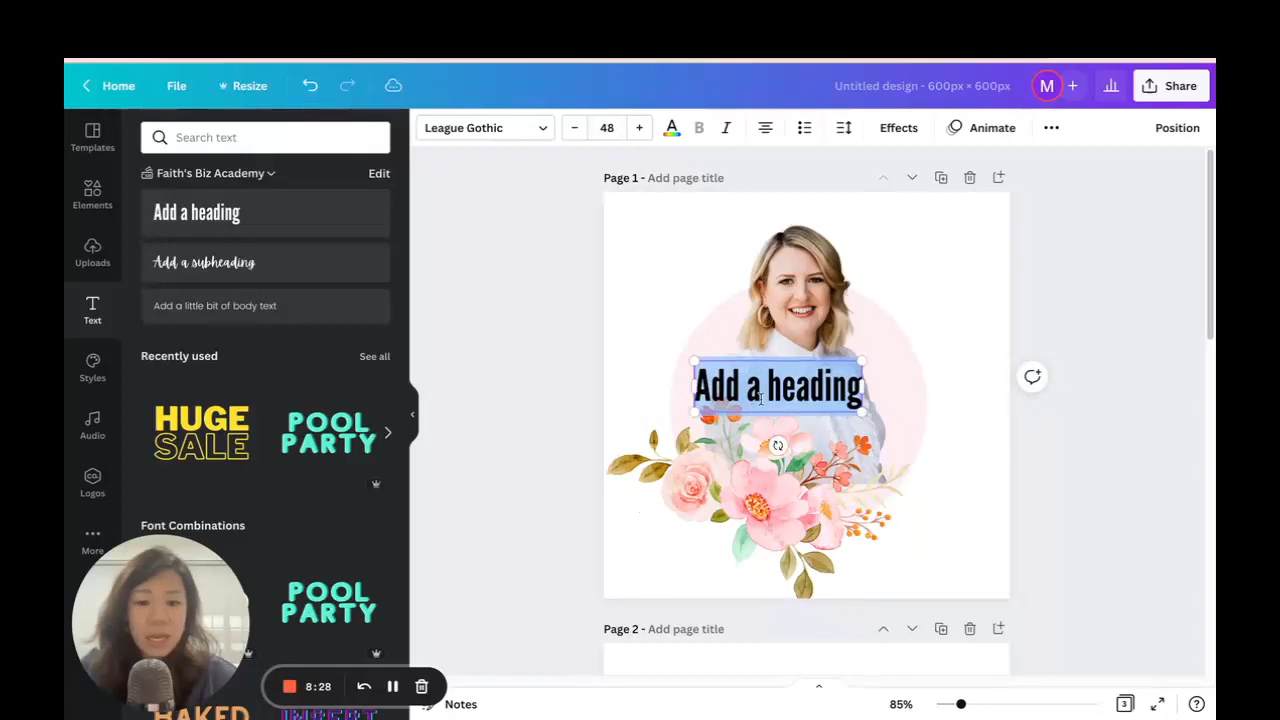 Home
File
Resize
Untitled design - 600px × 600px
M
Share
Templates
Elements
Uploads
Text
Styles
Audio
CO.
Logos
More
Search text
Faith's Biz Academy
Edit
Add a heading
Add a subheading
Add a little bit of body text
Recently used
See all
HUGE
SALE
POOL
PARTY
Font Combinations
POOL
PARTY
BAKED
INSERT
8:28
League Gothic
− 48 +
A
B
I
Effects
Animate
Position
Page 1 - Add page title
Add a heading
Page 2 - Add page title
Notes
85%
3
?